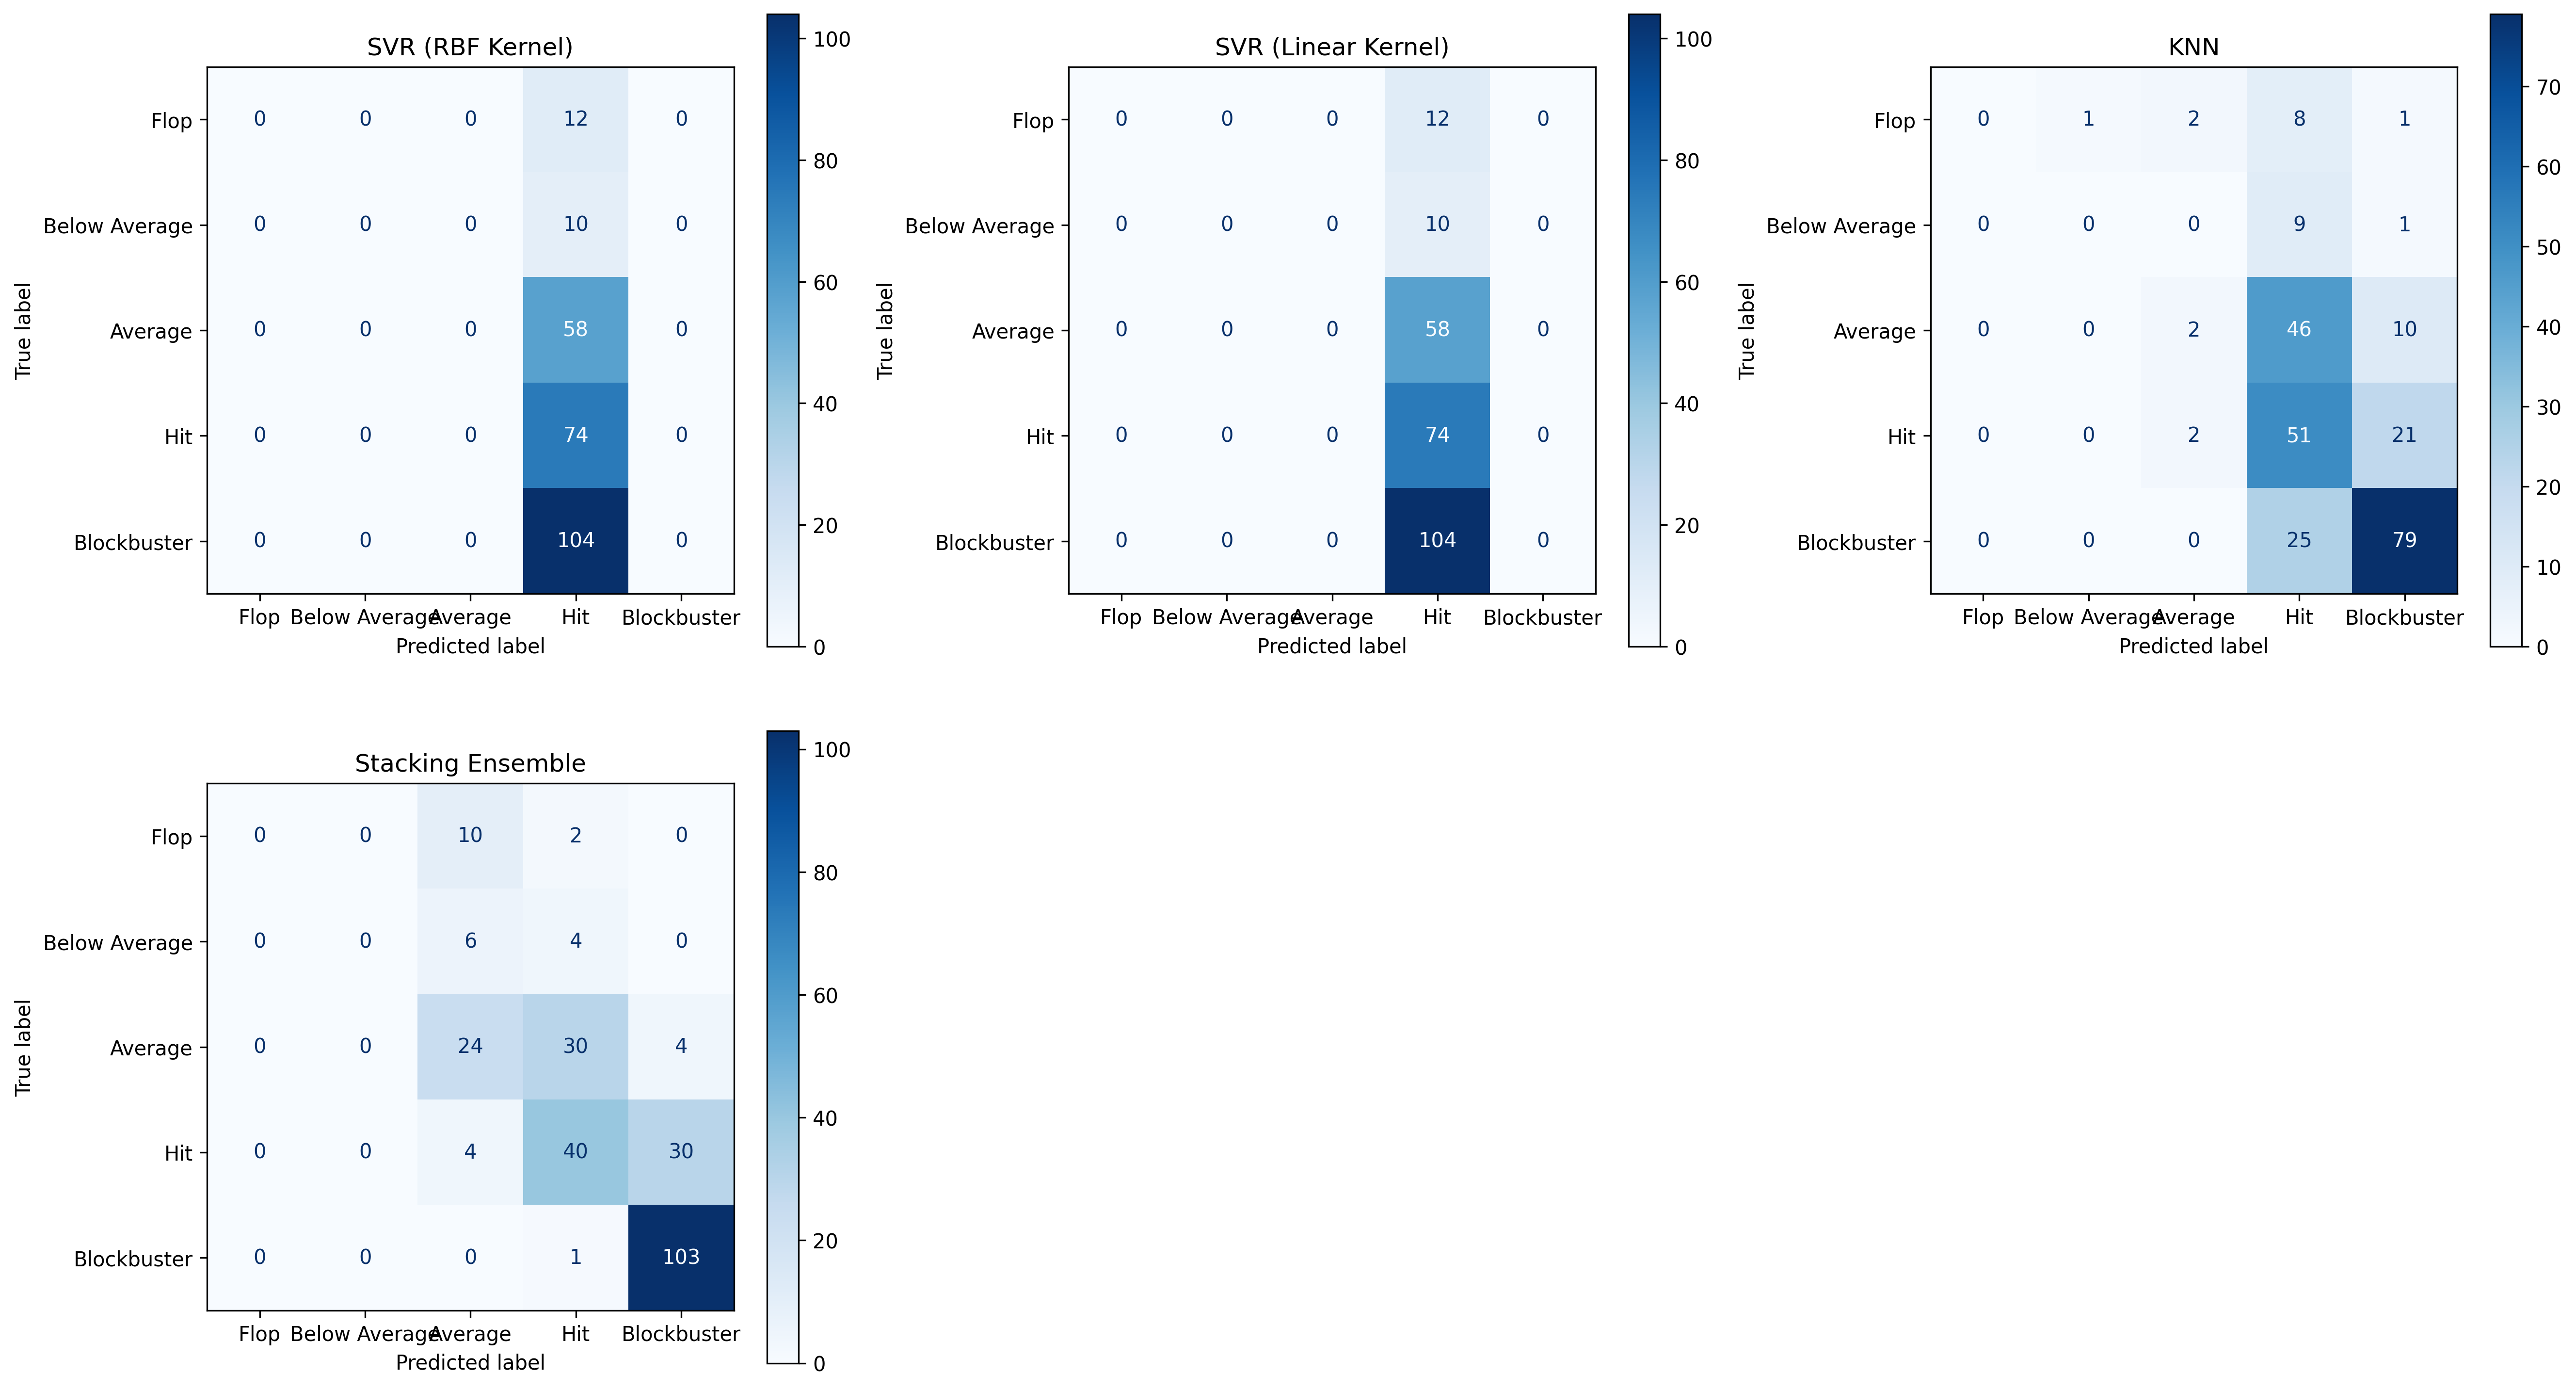 SVR (RBF Kernel)
True label
Flop 0 0 0 12 0
Below Average 0 0 0 10 0
Average 0 0 0 58 0
Hit 0 0 0 74 0
Blockbuster 0 0 0 104 0
Flop Below Average Average Hit Blockbuster
Predicted label
100
80
60
40
20
0
SVR (Linear Kernel)
True label
Flop 0 0 0 12 0
Below Average 0 0 0 10 0
Average 0 0 0 58 0
Hit 0 0 0 74 0
Blockbuster 0 0 0 104 0
Flop Below Average Average Hit Blockbuster
Predicted label
100
80
60
40
20
0
KNN
True label
Flop 0 1 2 8 1
Below Average 0 0 0 9 1
Average 0 0 2 46 10
Hit 0 0 2 51 21
Blockbuster 0 0 0 25 79
Flop Below Average Average Hit Blockbuster
Predicted label
70
60
50
40
30
20
10
0
Stacking Ensemble
True label
Flop 0 0 10 2 0
Below Average 0 0 6 4 0
Average 0 0 24 30 4
Hit 0 0 4 40 30
Blockbuster 0 0 0 1 103
Flop Below Average Average Hit Blockbuster
Predicted label
100
80
60
40
20
0